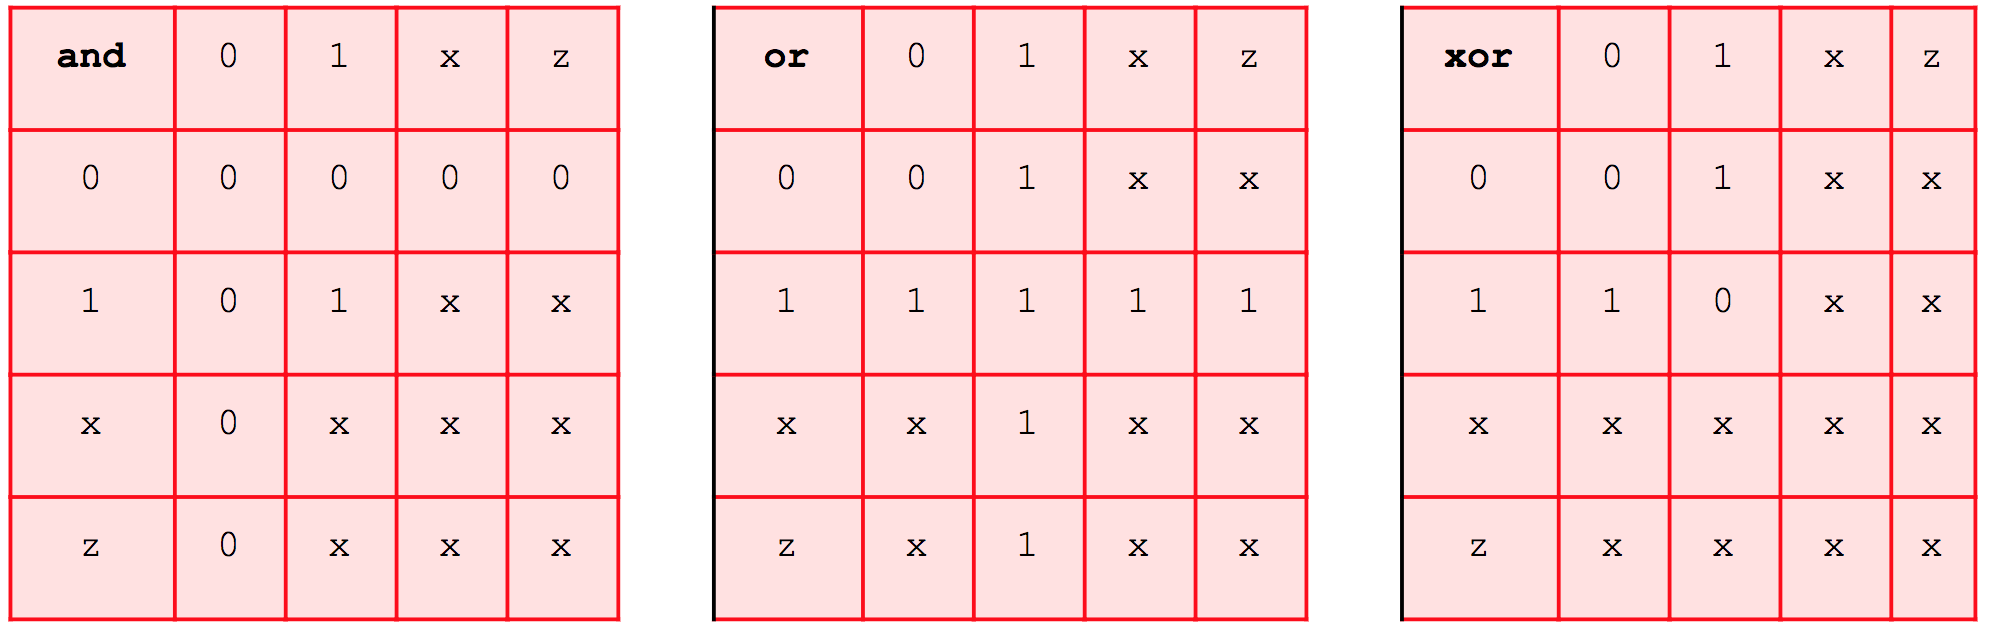 and 0 1 x z
0 0 0 0 0
1 0 1 x x
x 0 x x x
z 0 x x x
or 0 1 x z
0 0 1 x x
1 1 1 1 1
x x 1 x x
z x 1 x x
xor 0 1 x z
0 0 1 x x
1 1 0 x x
x x x x x
z x x x x